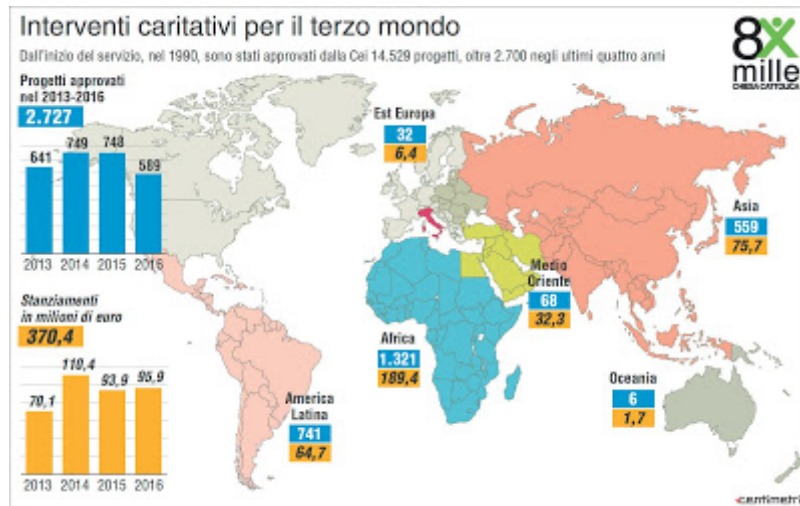 Interventi caritativi per il terzo mondo
Dall'inizio del servizio, nel 1990, sono stati approvati dalla Cei 14.529 progetti, oltre 2.700 negli ultimi quattro anni
8X
mille
CHIESA CATTOLICA
Progetti approvati
nel 2013-2016
2.727
641
749
748
589
2013
2014
2015
2016
Stanziamenti
in milioni di euro
370,4
70,1
110,4
93,9
95,9
2013
2014
2015
2016
Est Europa
32
6,4
Asia
559
75,7
Medio
Oriente
68
32,3
Africa
1.321
189,4
America
Latina
741
64,7
Oceania
6
1,7
centimetri